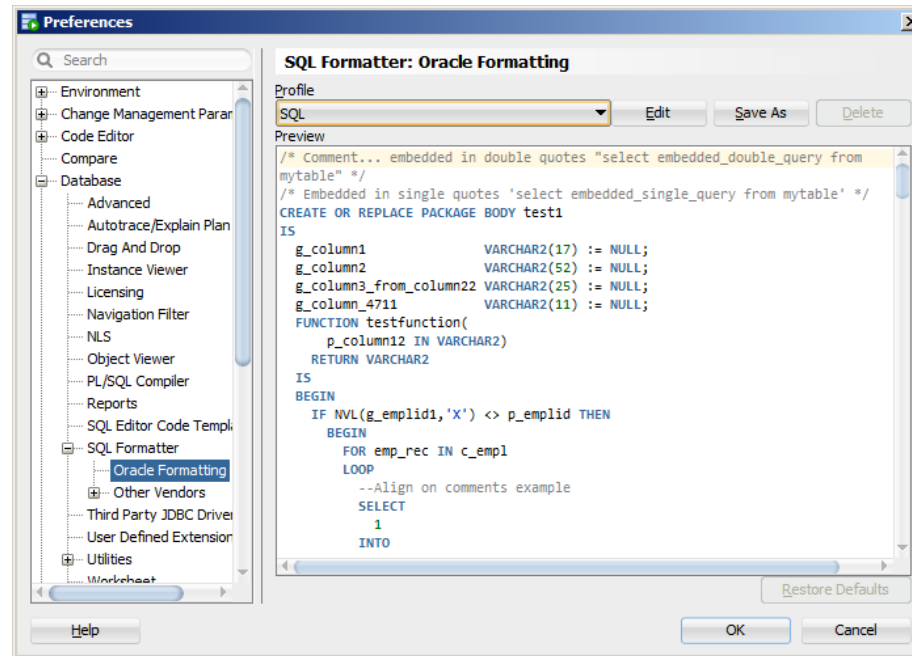 Preferences
Search
Environment
Change Management Parar
Code Editor
Compare
Database
Advanced
Autotrace/Explain Plan
Drag And Drop
Instance Viewer
Licensing
Navigation Filter
NLS
Object Viewer
PL/SQL Compiler
Reports
SQL Editor Code Templa
SQL Formatter
Oracle Formatting
Other Vendors
Third Party JDBC Driver
User Defined Extension
Utilities
Worksheet
Help
SQL Formatter: Oracle Formatting
Profile
SQL Edit Save As Delete
Preview
/* Comment... embedded in double quotes "select embedded_double_query from
mytable" */
/* Embedded in single quotes 'select embedded_single_query from mytable' */
CREATE OR REPLACE PACKAGE BODY test1
IS
g_column1 VARCHAR2(17) := NULL;
g_column2 VARCHAR2(52) := NULL;
g_column3_from_column22 VARCHAR2(25) := NULL;
g_column_4711 VARCHAR2(11) := NULL;
FUNCTION testfunction(
p_column12 IN VARCHAR2)
RETURN VARCHAR2
IS
BEGIN
IF NVL(g_emplid1,'X') <> p_emplid THEN
BEGIN
FOR emp_rec IN c_empl
LOOP
--Align on comments example
SELECT
1
INTO
Restore Defaults
OK Cancel